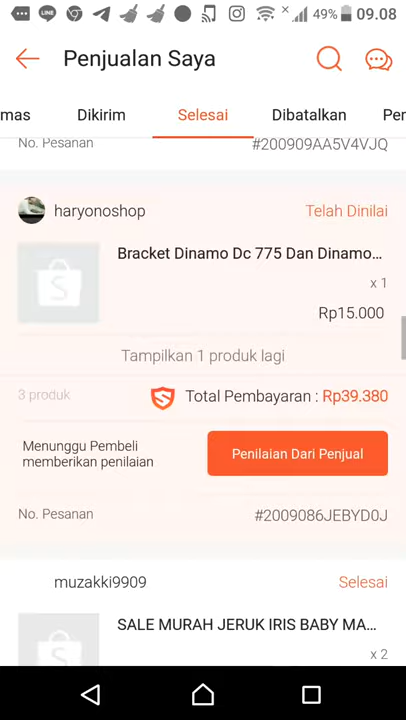 49% 09.08
Penjualan Saya
mas Dikirim Selesai Dibatalkan Per
No. Pesanan #200909AA5V4VJQ
haryonoshop Telah Dinilai
Bracket Dinamo Dc 775 Dan Dinamo...
x 1
Rp15.000
Tampilkan 1 produk lagi
3 produk Total Pembayaran : Rp39.380
Menunggu Pembeli
memberikan penilaian
Penilaian Dari Penjual
No. Pesanan #2009086JEBYD0J
muzakki9909 Selesai
SALE MURAH JERUK IRIS BABY MA...
x 2